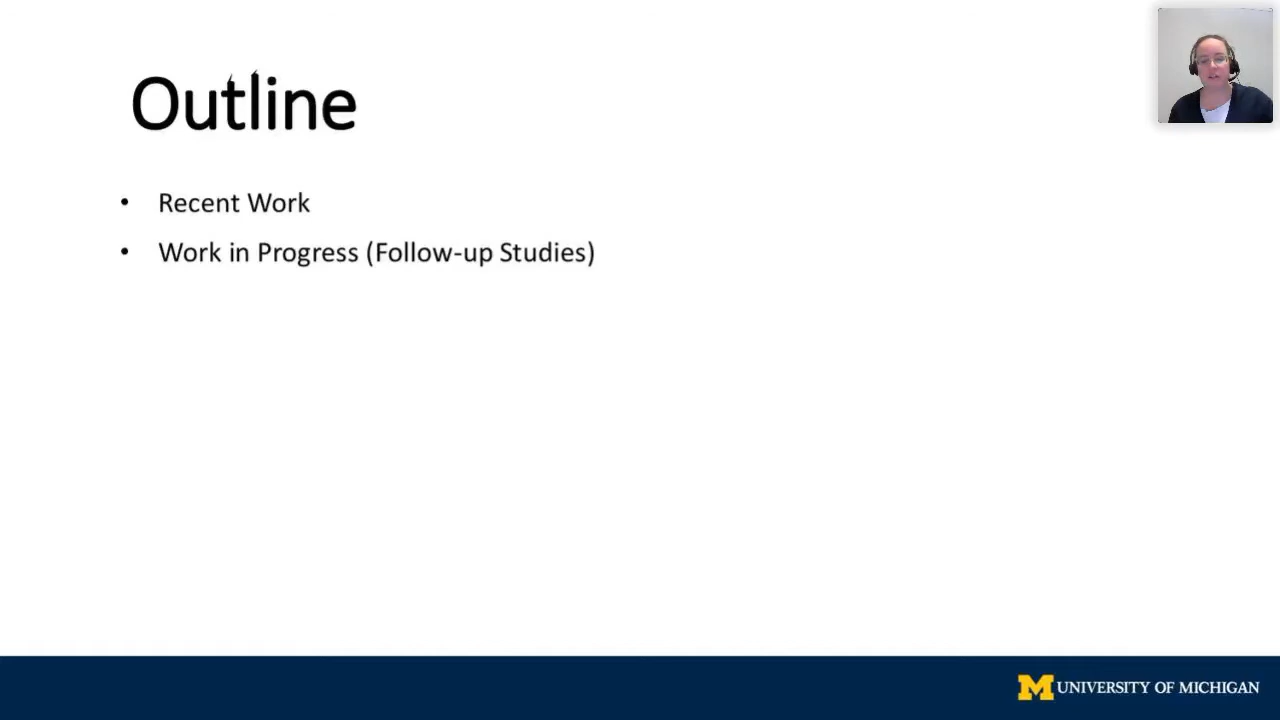 Outline
• Recent Work
• Work in Progress (Follow-up Studies)
M UNIVERSITY OF MICHIGAN